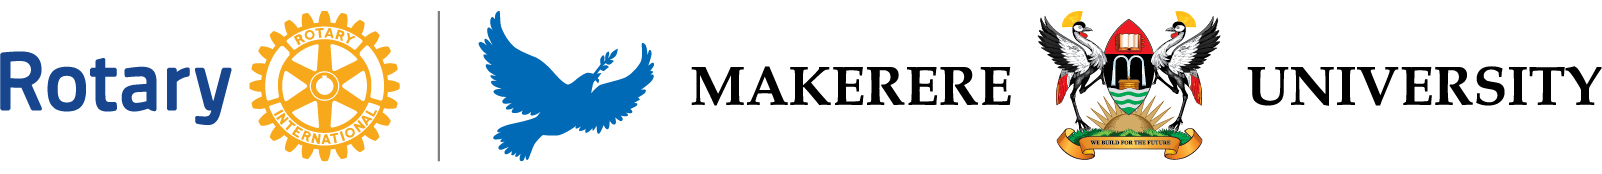 Rotary
ROTARY
INTERNATIONAL
MAKERERE
UNIVERSITY
WE BUILD FOR THE FUTURE